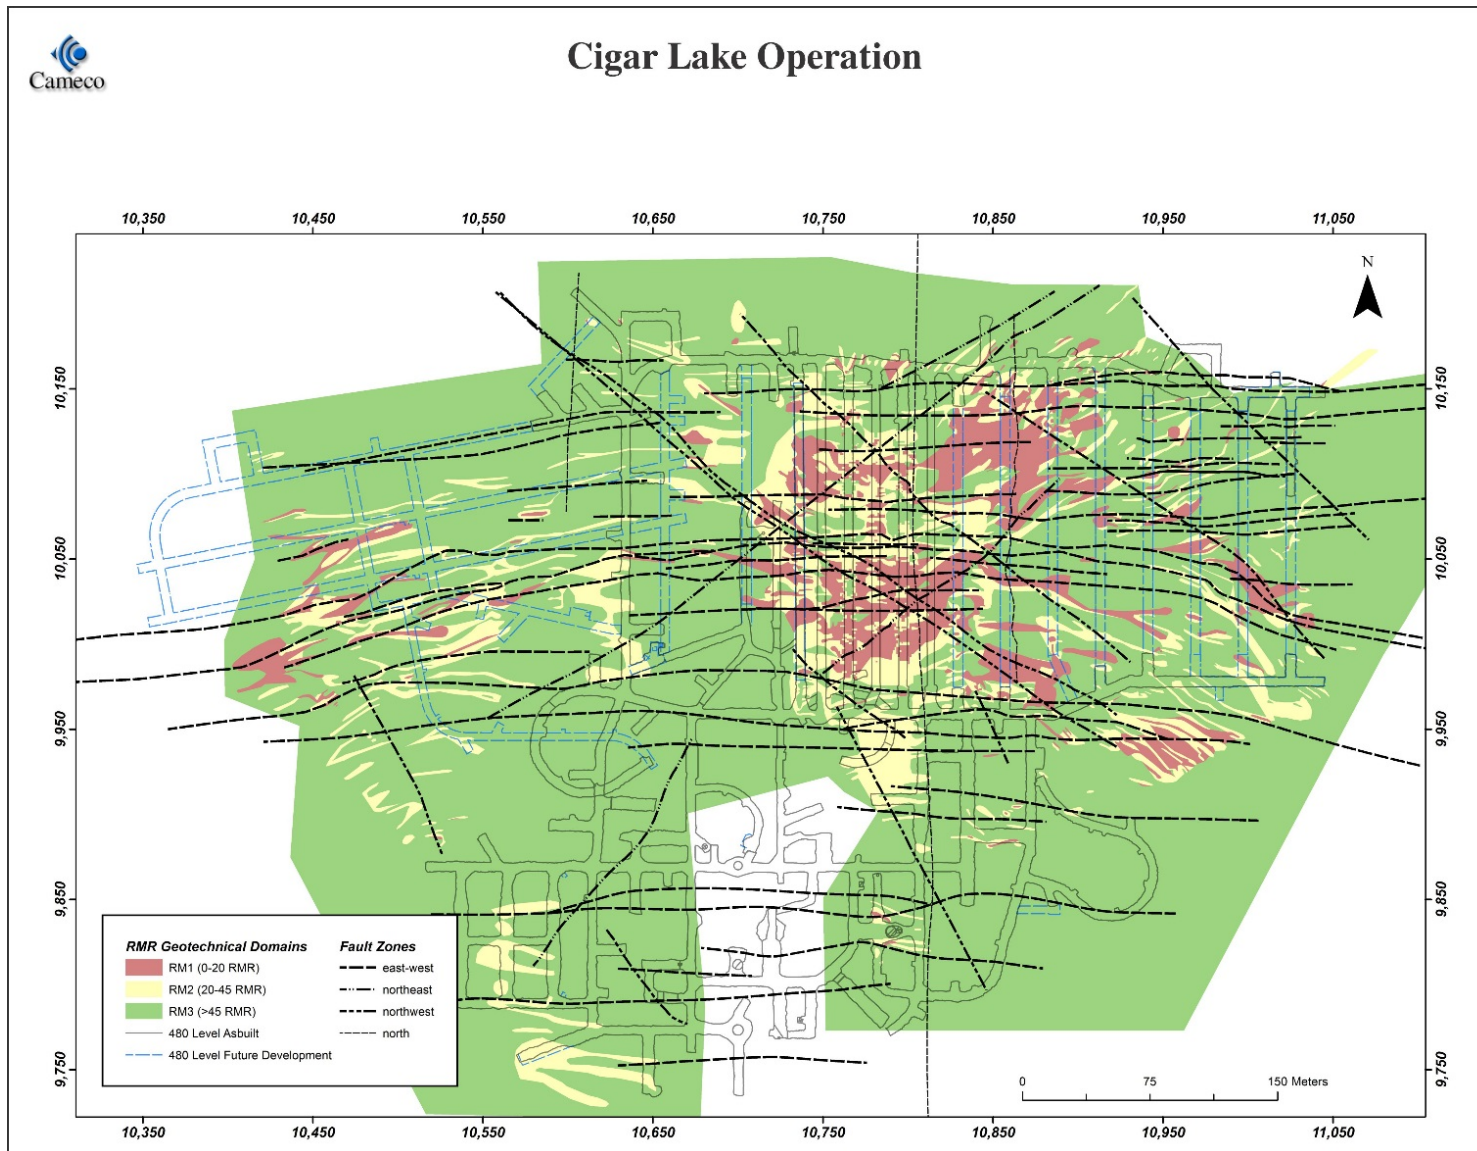 Cameco
Cigar Lake Operation
10,350 10,450 10,550 10,650 10,750 10,850 10,950 11,050
N
10,150 10,150
10,050 10,050
9,950 9,950
9,850 9,850
9,750 9,750
RMR Geotechnical Domains
RM1 (0-20 RMR)
RM2 (20-45 RMR)
RM3 (>45 RMR)
480 Level Asbuilt
480 Level Future Development
Fault Zones
east-west
northeast
northwest
north
0 75 150 Meters
10,350 10,450 10,550 10,650 10,750 10,850 10,950 11,050